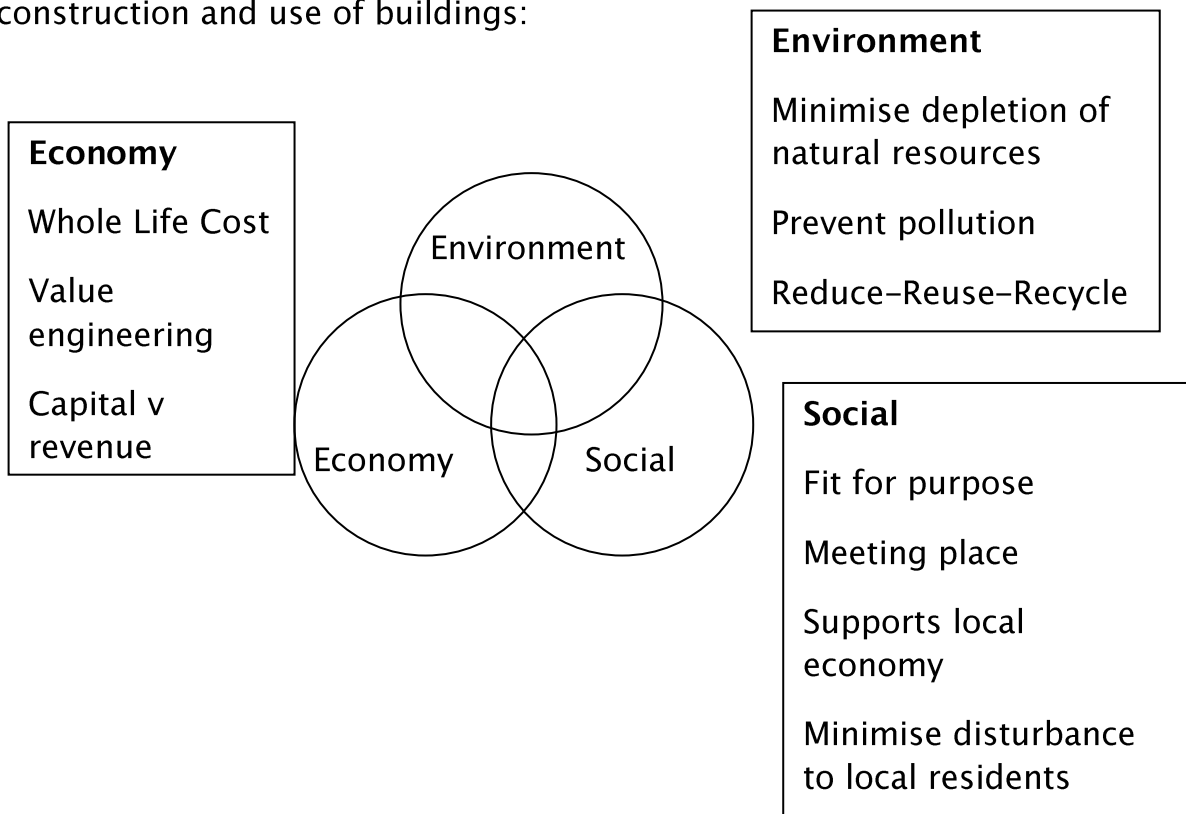 construction and use of buildings:
Environment
Minimise depletion of
natural resources
Prevent pollution
Reduce–Reuse–Recycle
Economy
Whole Life Cost
Value
engineering
Capital v
revenue
Environment
Economy
Social
Social
Fit for purpose
Meeting place
Supports local
economy
Minimise disturbance
to local residents